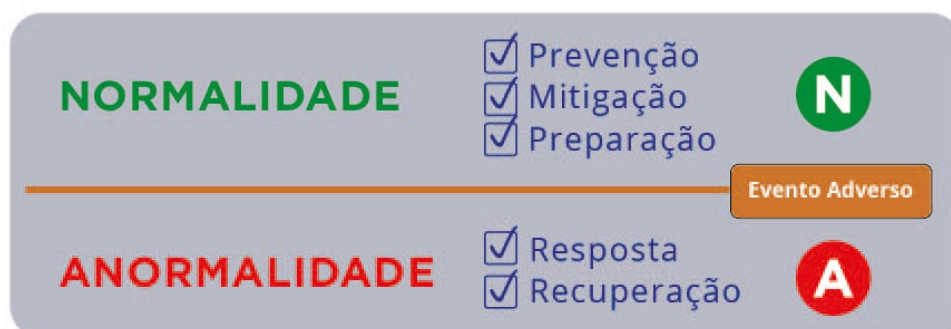 NORMALIDADE
Prevenção
Mitigação
Preparação
N
Evento Adverso
ANORMALIDADE
Resposta
Recuperação
A